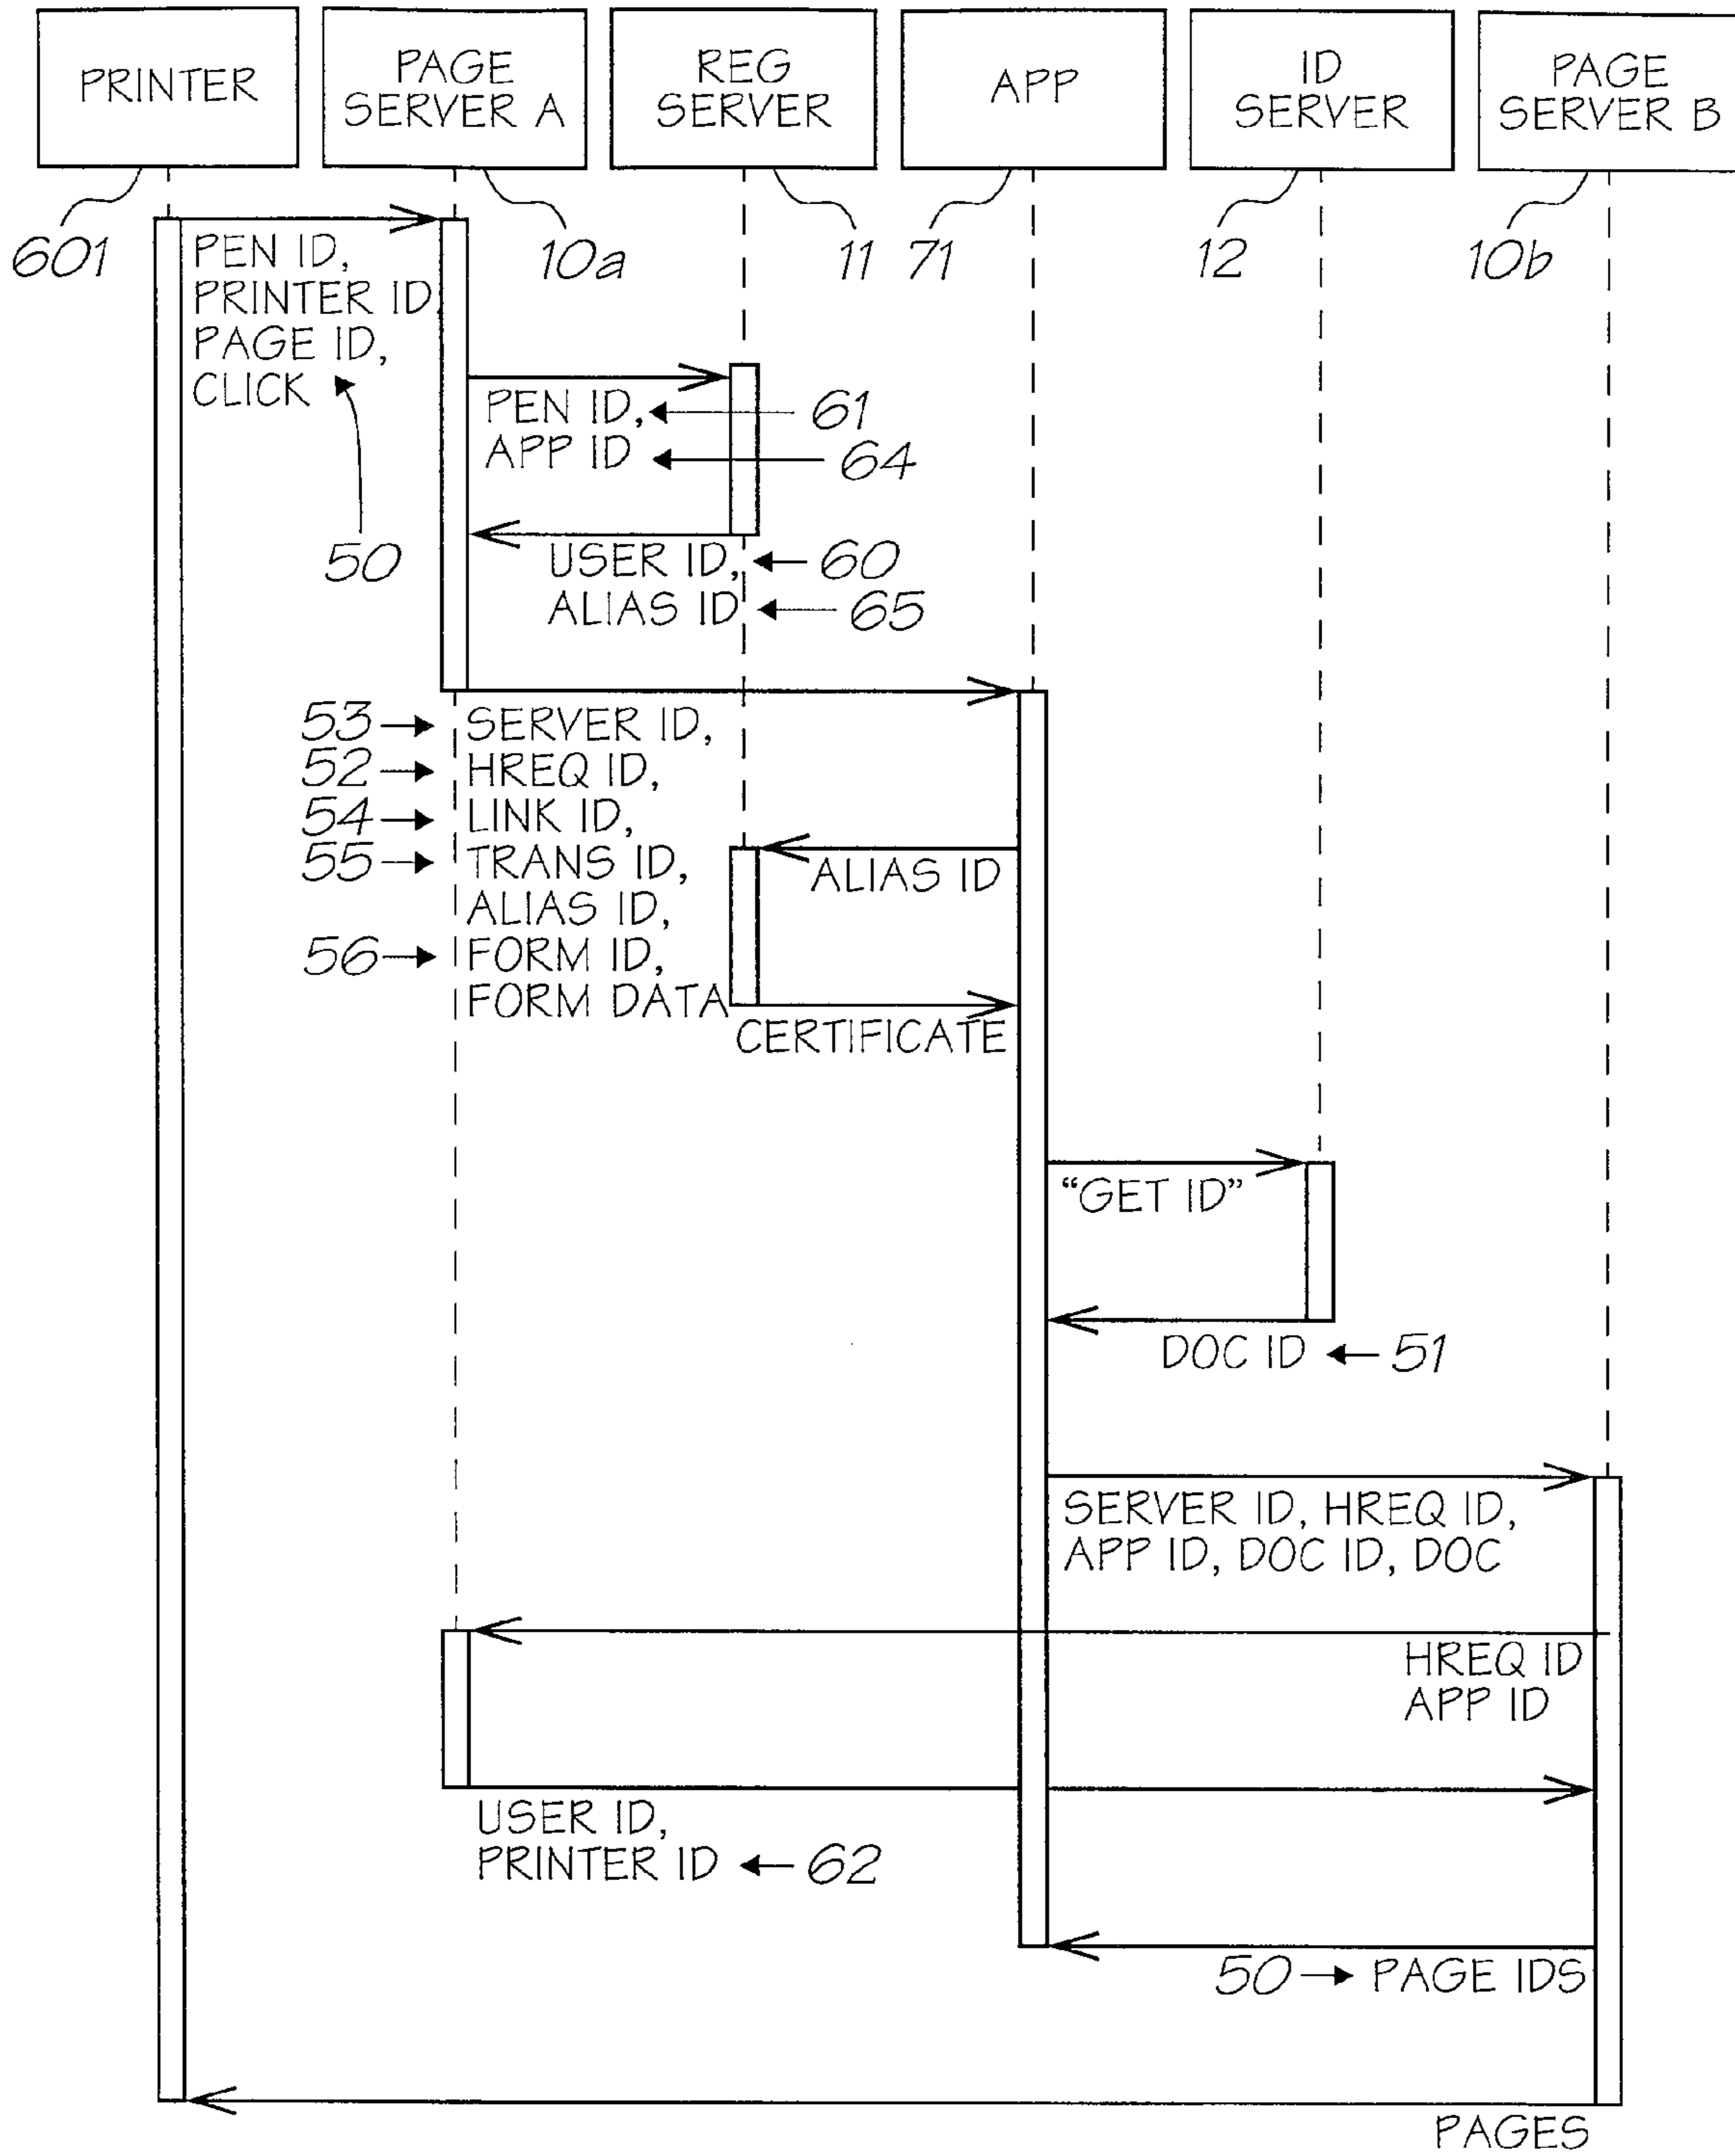 PRINTER
PAGE
SERVER A
REG
SERVER
APP
ID
SERVER
PAGE
SERVER B
601
10a
11
71
12
10b
PEN ID,
PRINTER ID,
PAGE ID,
CLICK
50
PEN ID,
61
APP ID
64
USER ID,
60
ALIAS ID
65
53
SERVER ID,
52
HREQ ID,
54
LINK ID,
55
TRANS ID,
ALIAS ID,
56
FORM ID,
FORM DATA
ALIAS ID
CERTIFICATE
“GET ID”
DOC ID
51
SERVER ID, HREQ ID,
APP ID, DOC ID, DOC
HREQ ID
APP ID
USER ID,
PRINTER ID
62
50
PAGE IDS
PAGES